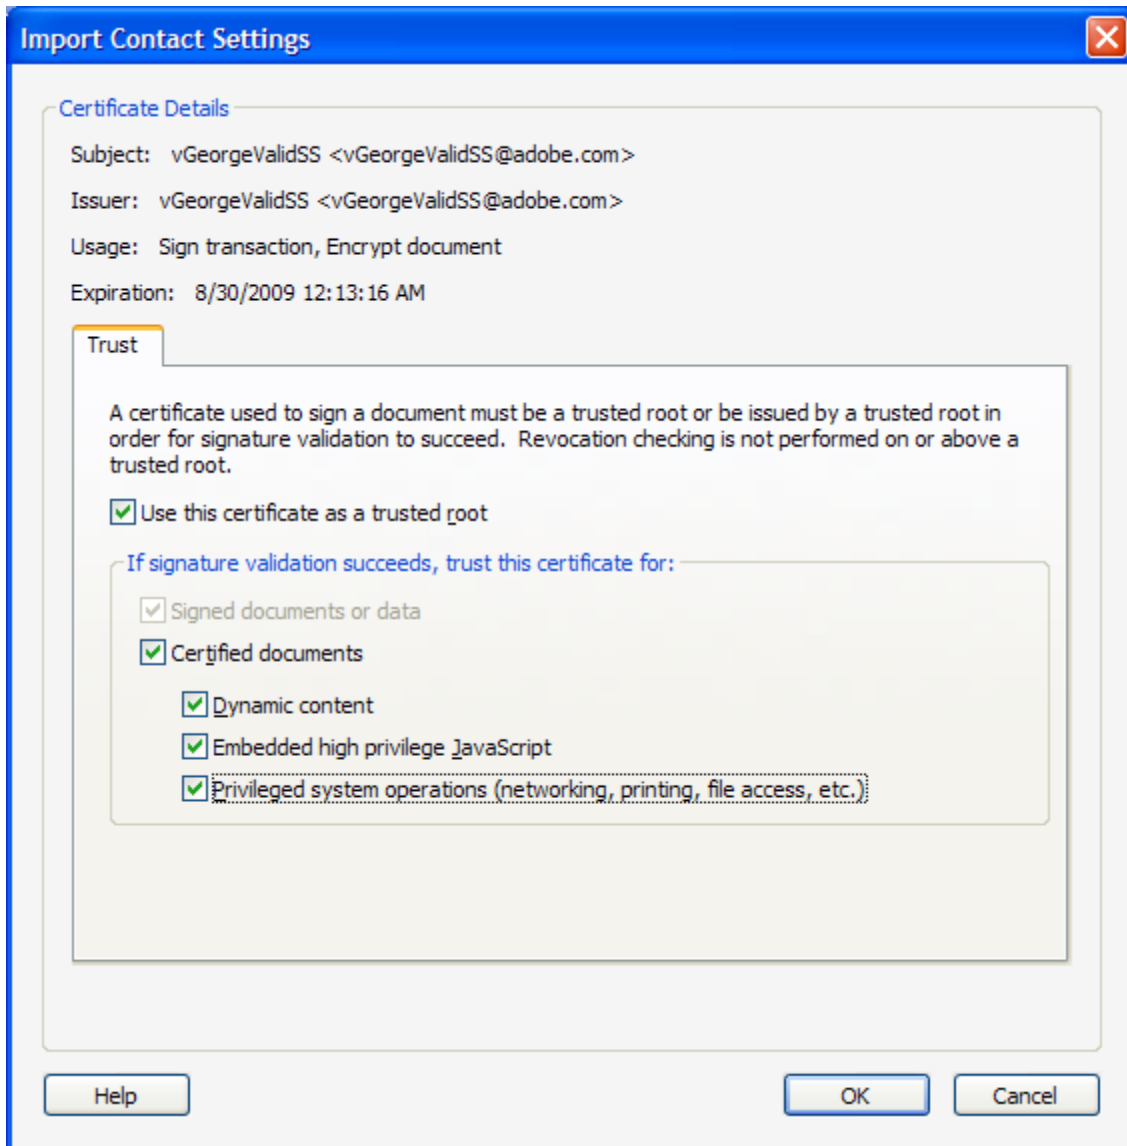 Import Contact Settings
Certificate Details
Subject: vGeorgeValidSS <vGeorgeValidSS@adobe.com>
Issuer: vGeorgeValidSS <vGeorgeValidSS@adobe.com>
Usage: Sign transaction, Encrypt document
Expiration: 8/30/2009 12:13:16 AM
Trust
A certificate used to sign a document must be a trusted root or be issued by a trusted root in
order for signature validation to succeed. Revocation checking is not performed on or above a
trusted root.
Use this certificate as a trusted root
If signature validation succeeds, trust this certificate for:
Signed documents or data
Certified documents
Dynamic content
Embedded high privilege JavaScript
Privileged system operations (networking, printing, file access, etc.)
Help OK Cancel